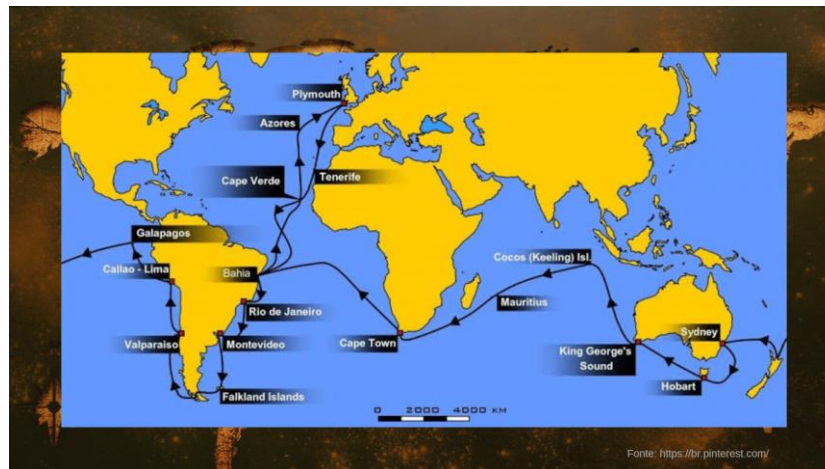 Plymouth
Azores
Cape Verde
Tenerife
Galapagos
Callao - Lima
Bahia
Cocos (Keeling) Isl.
Rio de Janeiro
Mauritius
Valparaiso
Montevideo
Cape Town
King George's
Sound
Sydney
Hobart
Falkland Islands
0 2000 4000 KM
Fonte: https://br.pinterest.com/